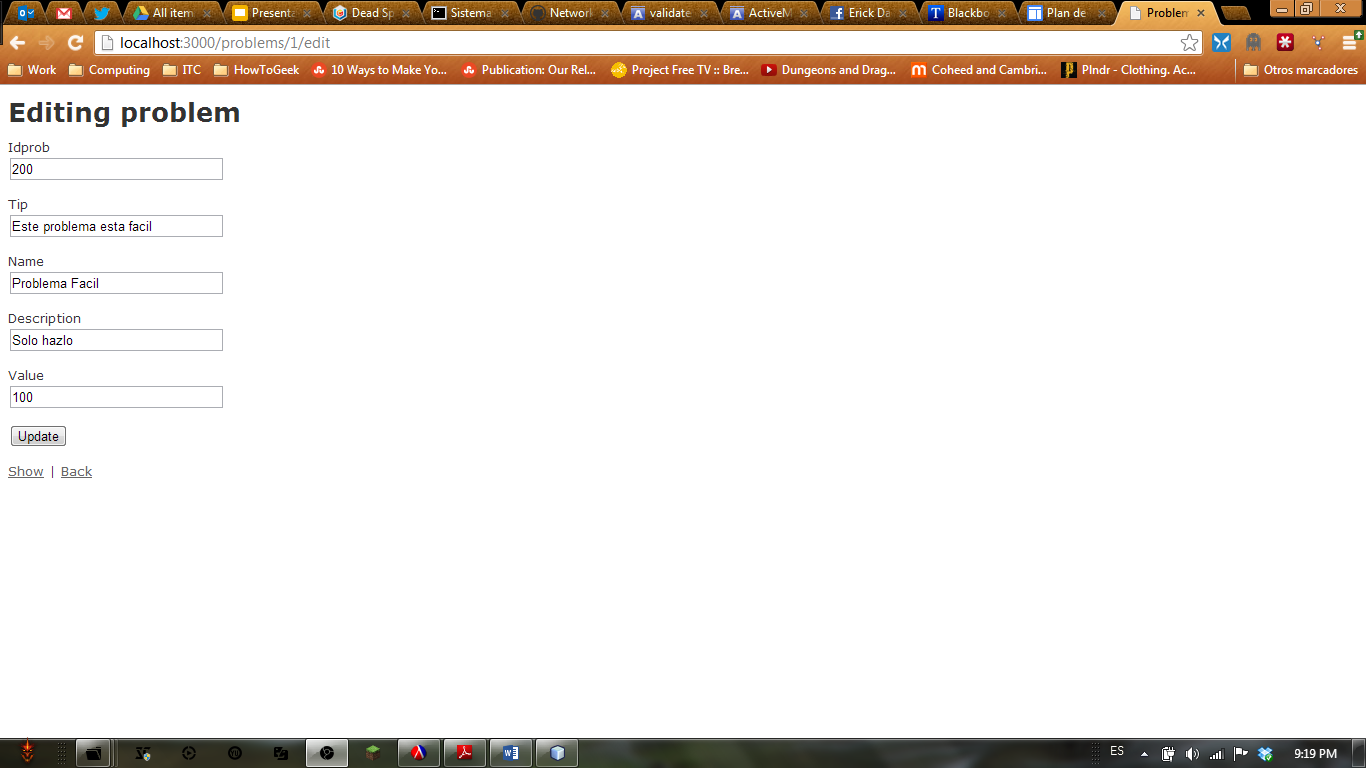 All item
Presenta
Dead Sp
Sistema
Network
validate
ActiveM
Erick Da
Blackbo
Plan de
Problem
localhost:3000/problems/1/edit
Work Computing ITC HowToGeek 10 Ways to Make Yo... Publication: Our Rel... Project Free TV :: Bre... Dungeons and Drag... Coheed and Cambri... Plndr - Clothing. Ac... Otros marcadores
Editing problem
Idprob
200
Tip
Este problema esta facil
Name
Problema Facil
Description
Solo hazlo
Value
100
Update
Show | Back
ES 9:19 PM